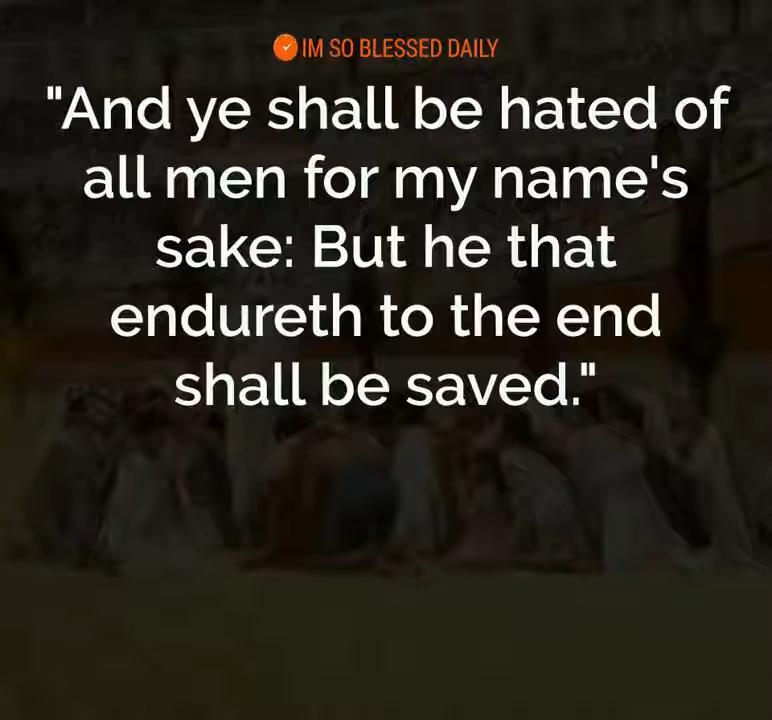 IM SO BLESSED DAILY
"And ye shall be hated of
all men for my name's
sake: But he that
endureth to the end
shall be saved."